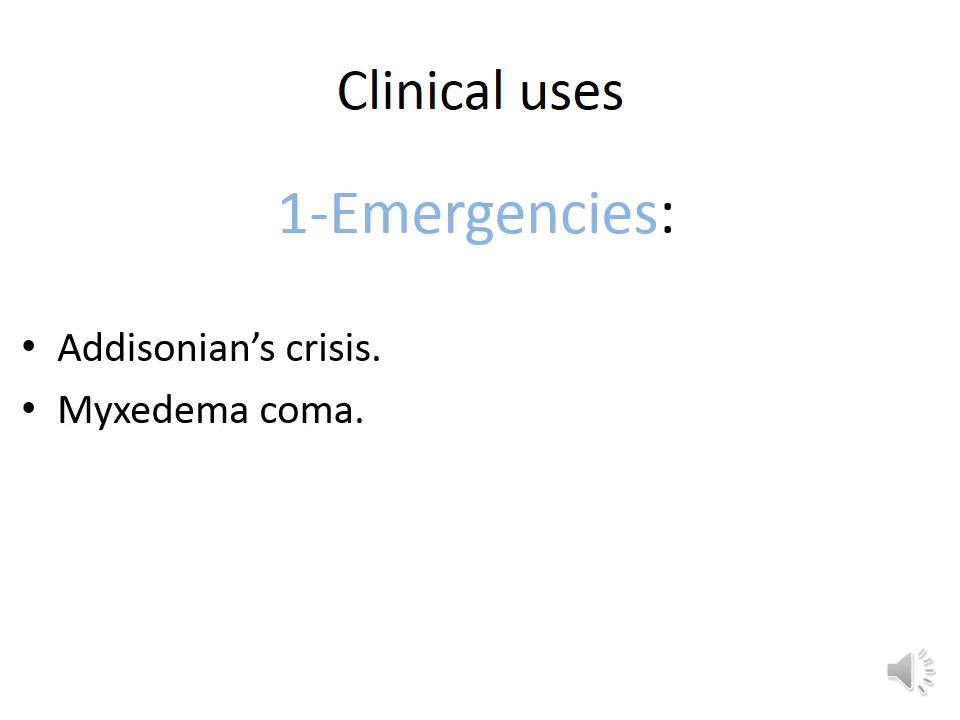 Clinical uses
1-Emergencies:
• Addisonian’s crisis.
• Myxedema coma.